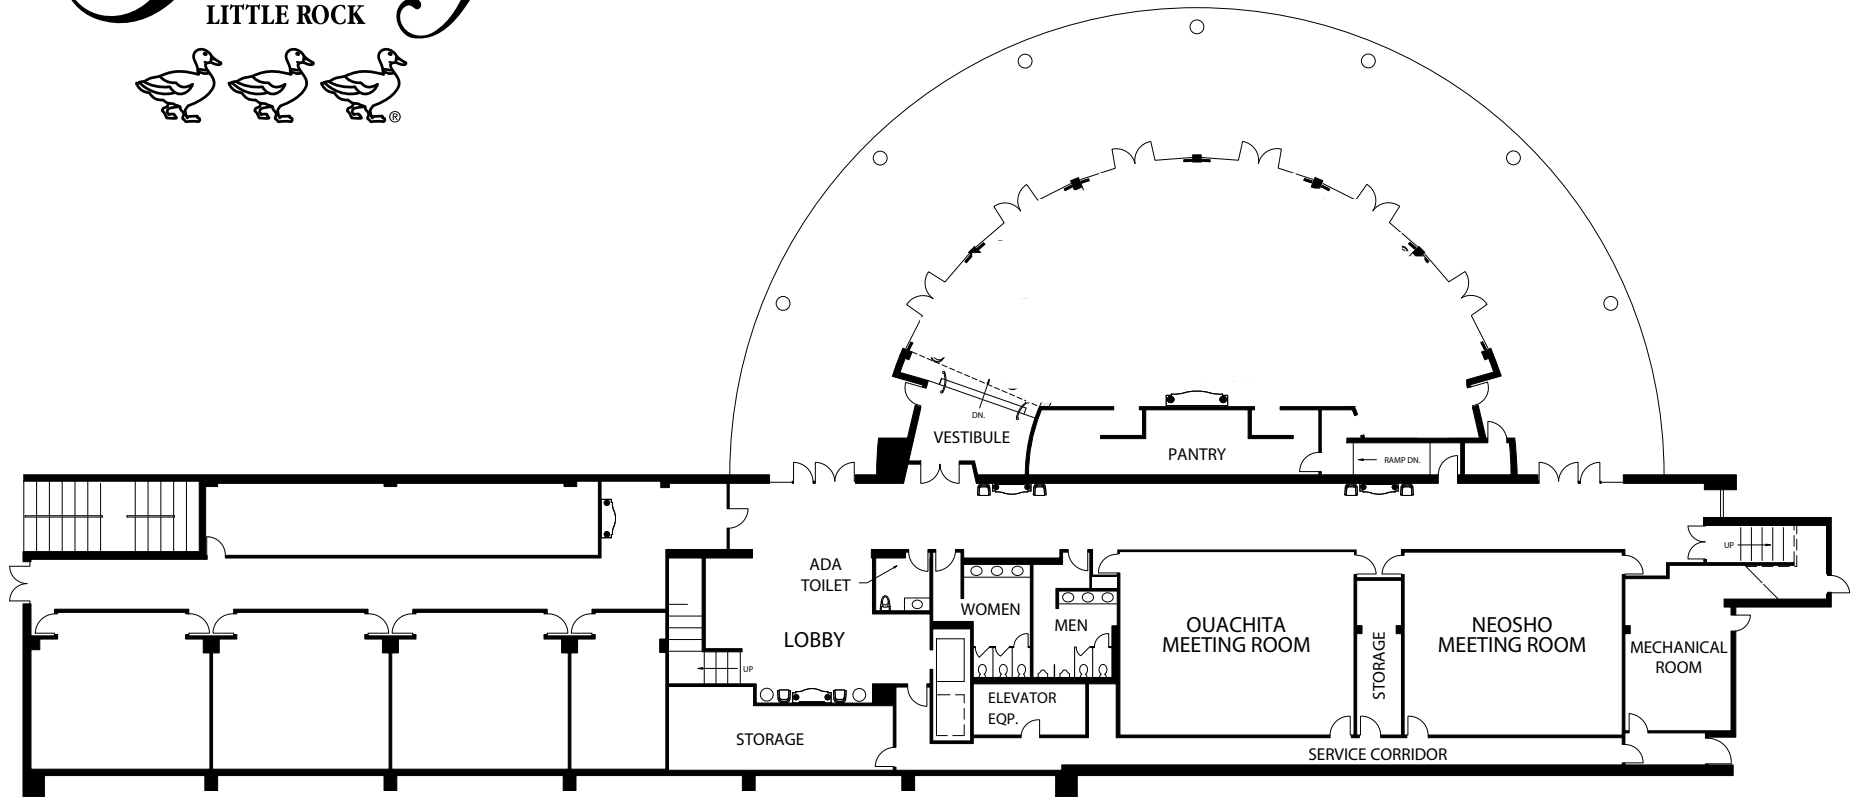 LITTLE ROCK
®
DN.
VESTIBULE
PANTRY
RAMP DN.
UP
ADA
TOILET
WOMEN
MEN
LOBBY
OUACHITA
MEETING ROOM
STORAGE
NEOSHO
MEETING ROOM
MECHANICAL
ROOM
UP
ELEVATOR
EQP.
STORAGE
SERVICE CORRIDOR